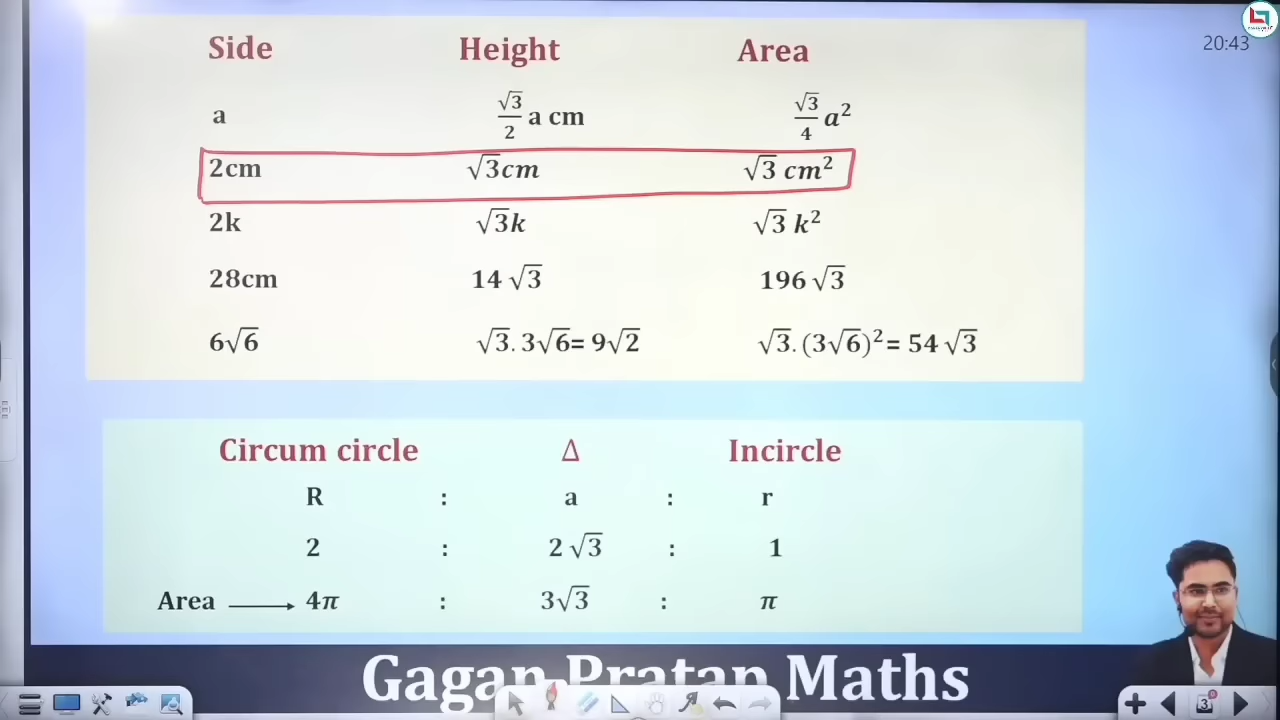 20:43
Side Height Area
a √3/2 a cm √3/4 a²
2cm √3cm √3 cm²
2k √3k √3 k²
28cm 14 √3 196 √3
6√6 √3. 3√6= 9√2 √3. (3√6)²= 54 √3
Circum circle Δ Incircle
R : a : r
2 : 2 √3 : 1
Area ⟶ 4π : 3√3 : π
Gagan Pratap Maths
3